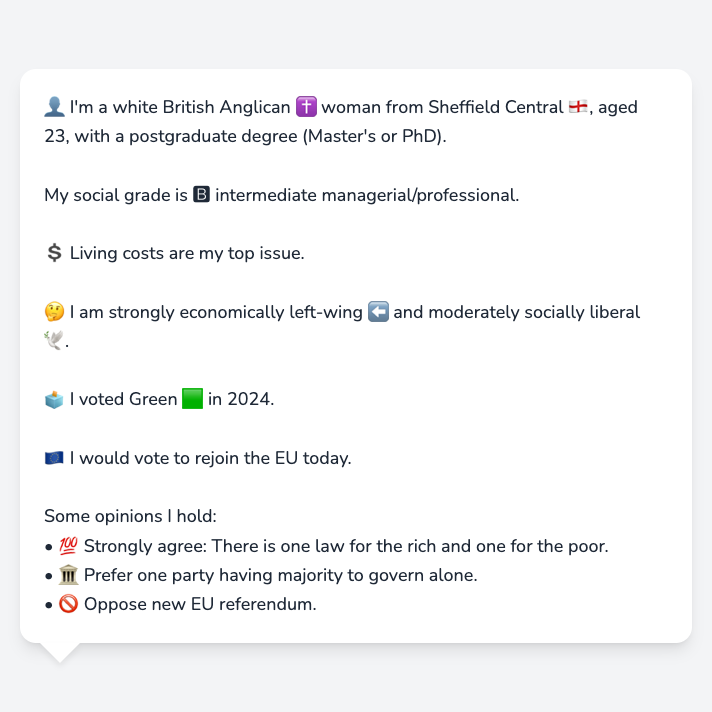 👤 I'm a white British Anglican ✝️ woman from Sheffield Central 🏴󠁧󠁢󠁥󠁮󠁧󠁿, aged
23, with a postgraduate degree (Master's or PhD).
My social grade is 🅱 intermediate managerial/professional.
💲 Living costs are my top issue.
🤔 I am strongly economically left-wing ⬅️ and moderately socially liberal
🕊️.
🗳️ I voted Green 🟩 in 2024.
🇪🇺 I would vote to rejoin the EU today.
Some opinions I hold:
• 💯 Strongly agree: There is one law for the rich and one for the poor.
• 🏛️ Prefer one party having majority to govern alone.
• 🚫 Oppose new EU referendum.